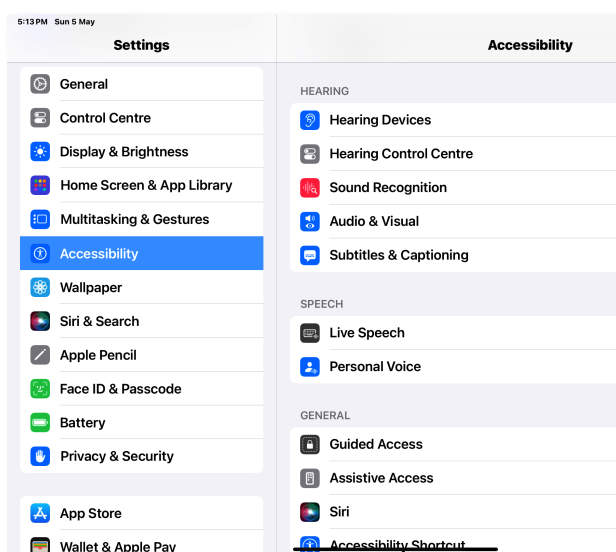 5:13 PM Sun 5 May
Settings
General
Control Centre
Display & Brightness
Home Screen & App Library
Multitasking & Gestures
Accessibility
Wallpaper
Siri & Search
Apple Pencil
Face ID & Passcode
Battery
Privacy & Security
App Store
Wallet & Apple Pay
Accessibility
HEARING
Hearing Devices
Hearing Control Centre
Sound Recognition
Audio & Visual
Subtitles & Captioning
SPEECH
Live Speech
Personal Voice
GENERAL
Guided Access
Assistive Access
Siri
Accessibility Shortcut